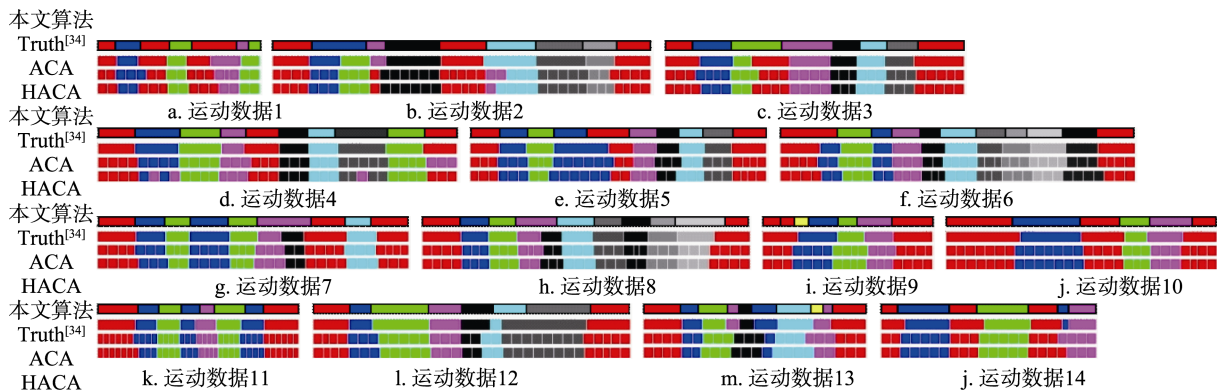 本文算法
Truth[34]
ACA
HACA
a. 运动数据1
b. 运动数据2
c. 运动数据3
本文算法
Truth[34]
ACA
HACA
d. 运动数据4
e. 运动数据5
f. 运动数据6
本文算法
Truth[34]
ACA
HACA
g. 运动数据7
h. 运动数据8
i. 运动数据9
j. 运动数据10
本文算法
Truth[34]
ACA
HACA
k. 运动数据11
l. 运动数据12
m. 运动数据13
j. 运动数据14